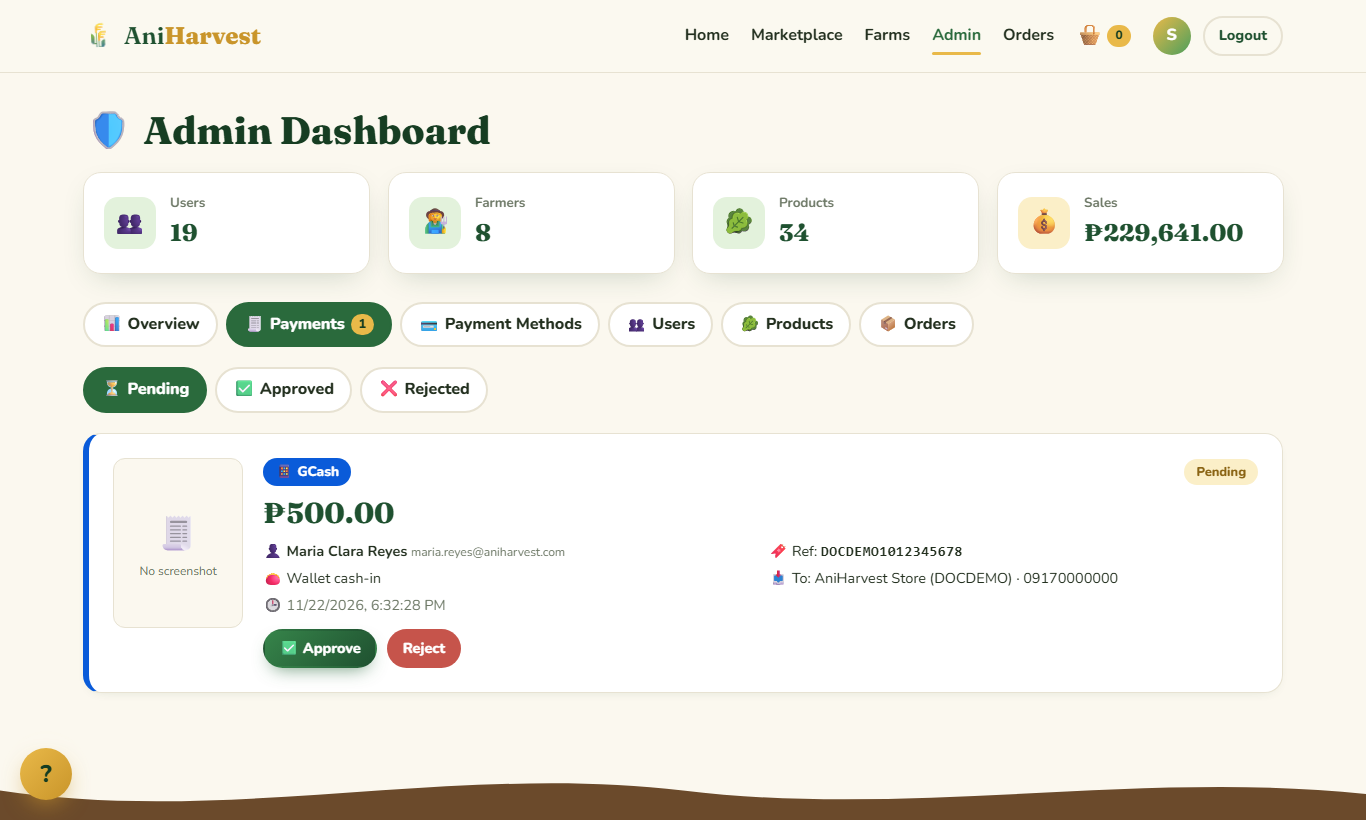 AniHarvest
Home Marketplace Farms Admin Orders 0 S Logout
Admin Dashboard
Users
19
Farmers
8
Products
34
Sales
₱229,641.00
Overview Payments 1 Payment Methods Users Products Orders
Pending Approved Rejected
No screenshot
GCash
Pending
₱500.00
Maria Clara Reyes maria.reyes@aniharvest.com
Ref: DOCDEMO1012345678
Wallet cash-in
To: AniHarvest Store (DOCDEMO) · 09170000000
11/22/2026, 6:32:28 PM
Approve Reject
?